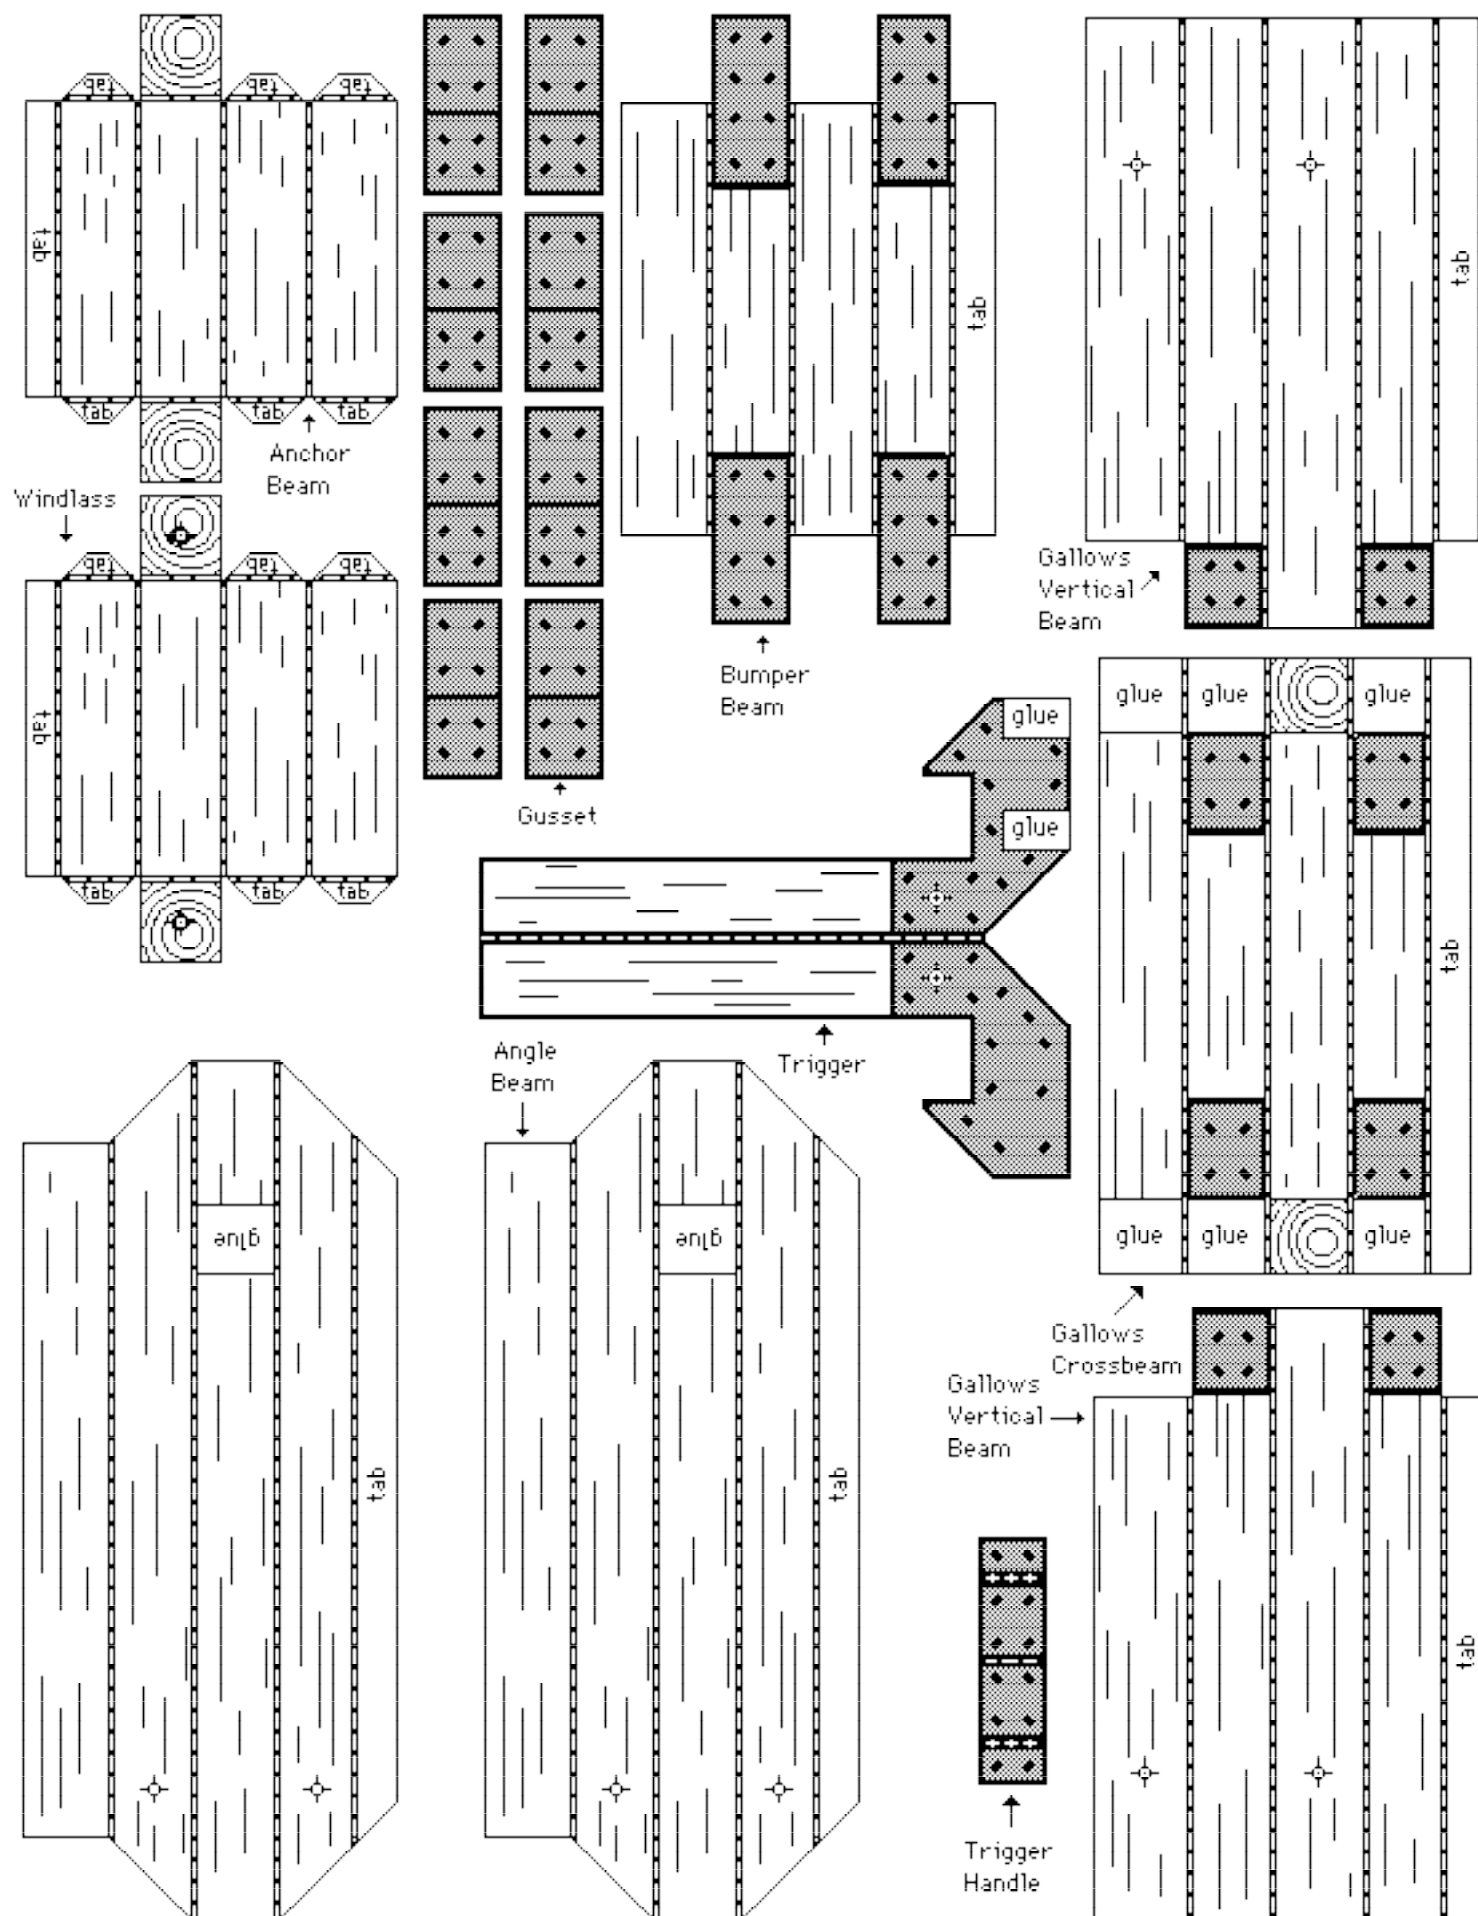 tab
tab
tab
tab
tab
tab
tab
Anchor
Beam
Windlass
tab
tab
tab
tab
tab
tab
tab
Gusset
tab
Bumper
Beam
tab
Gallows
Vertical
Beam
glue
glue
Trigger
glue
glue
glue
tab
glue
glue
glue
Gallows
Crossbeam
Angle
Beam
glue
tab
glue
tab
Gallows
Vertical
Beam
tab
Trigger
Handle